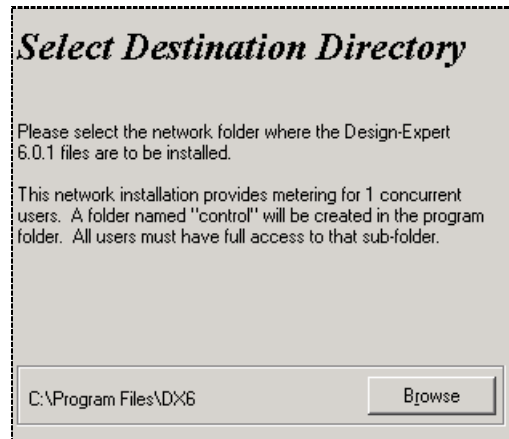 Select Destination Directory
Please select the network folder where the Design-Expert
6.0.1 files are to be installed.
This network installation provides metering for 1 concurrent
users.  A folder named "control" will be created in the program
folder.  All users must have full access to that sub-folder.
C:\Program Files\DX6
Browse